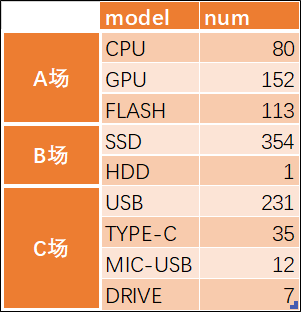 model num
A场 CPU 80
GPU 152
FLASH 113
B场 SSD 354
HDD 1
C场 USB 231
TYPE-C 35
MIC-USB 12
DRIVE 7